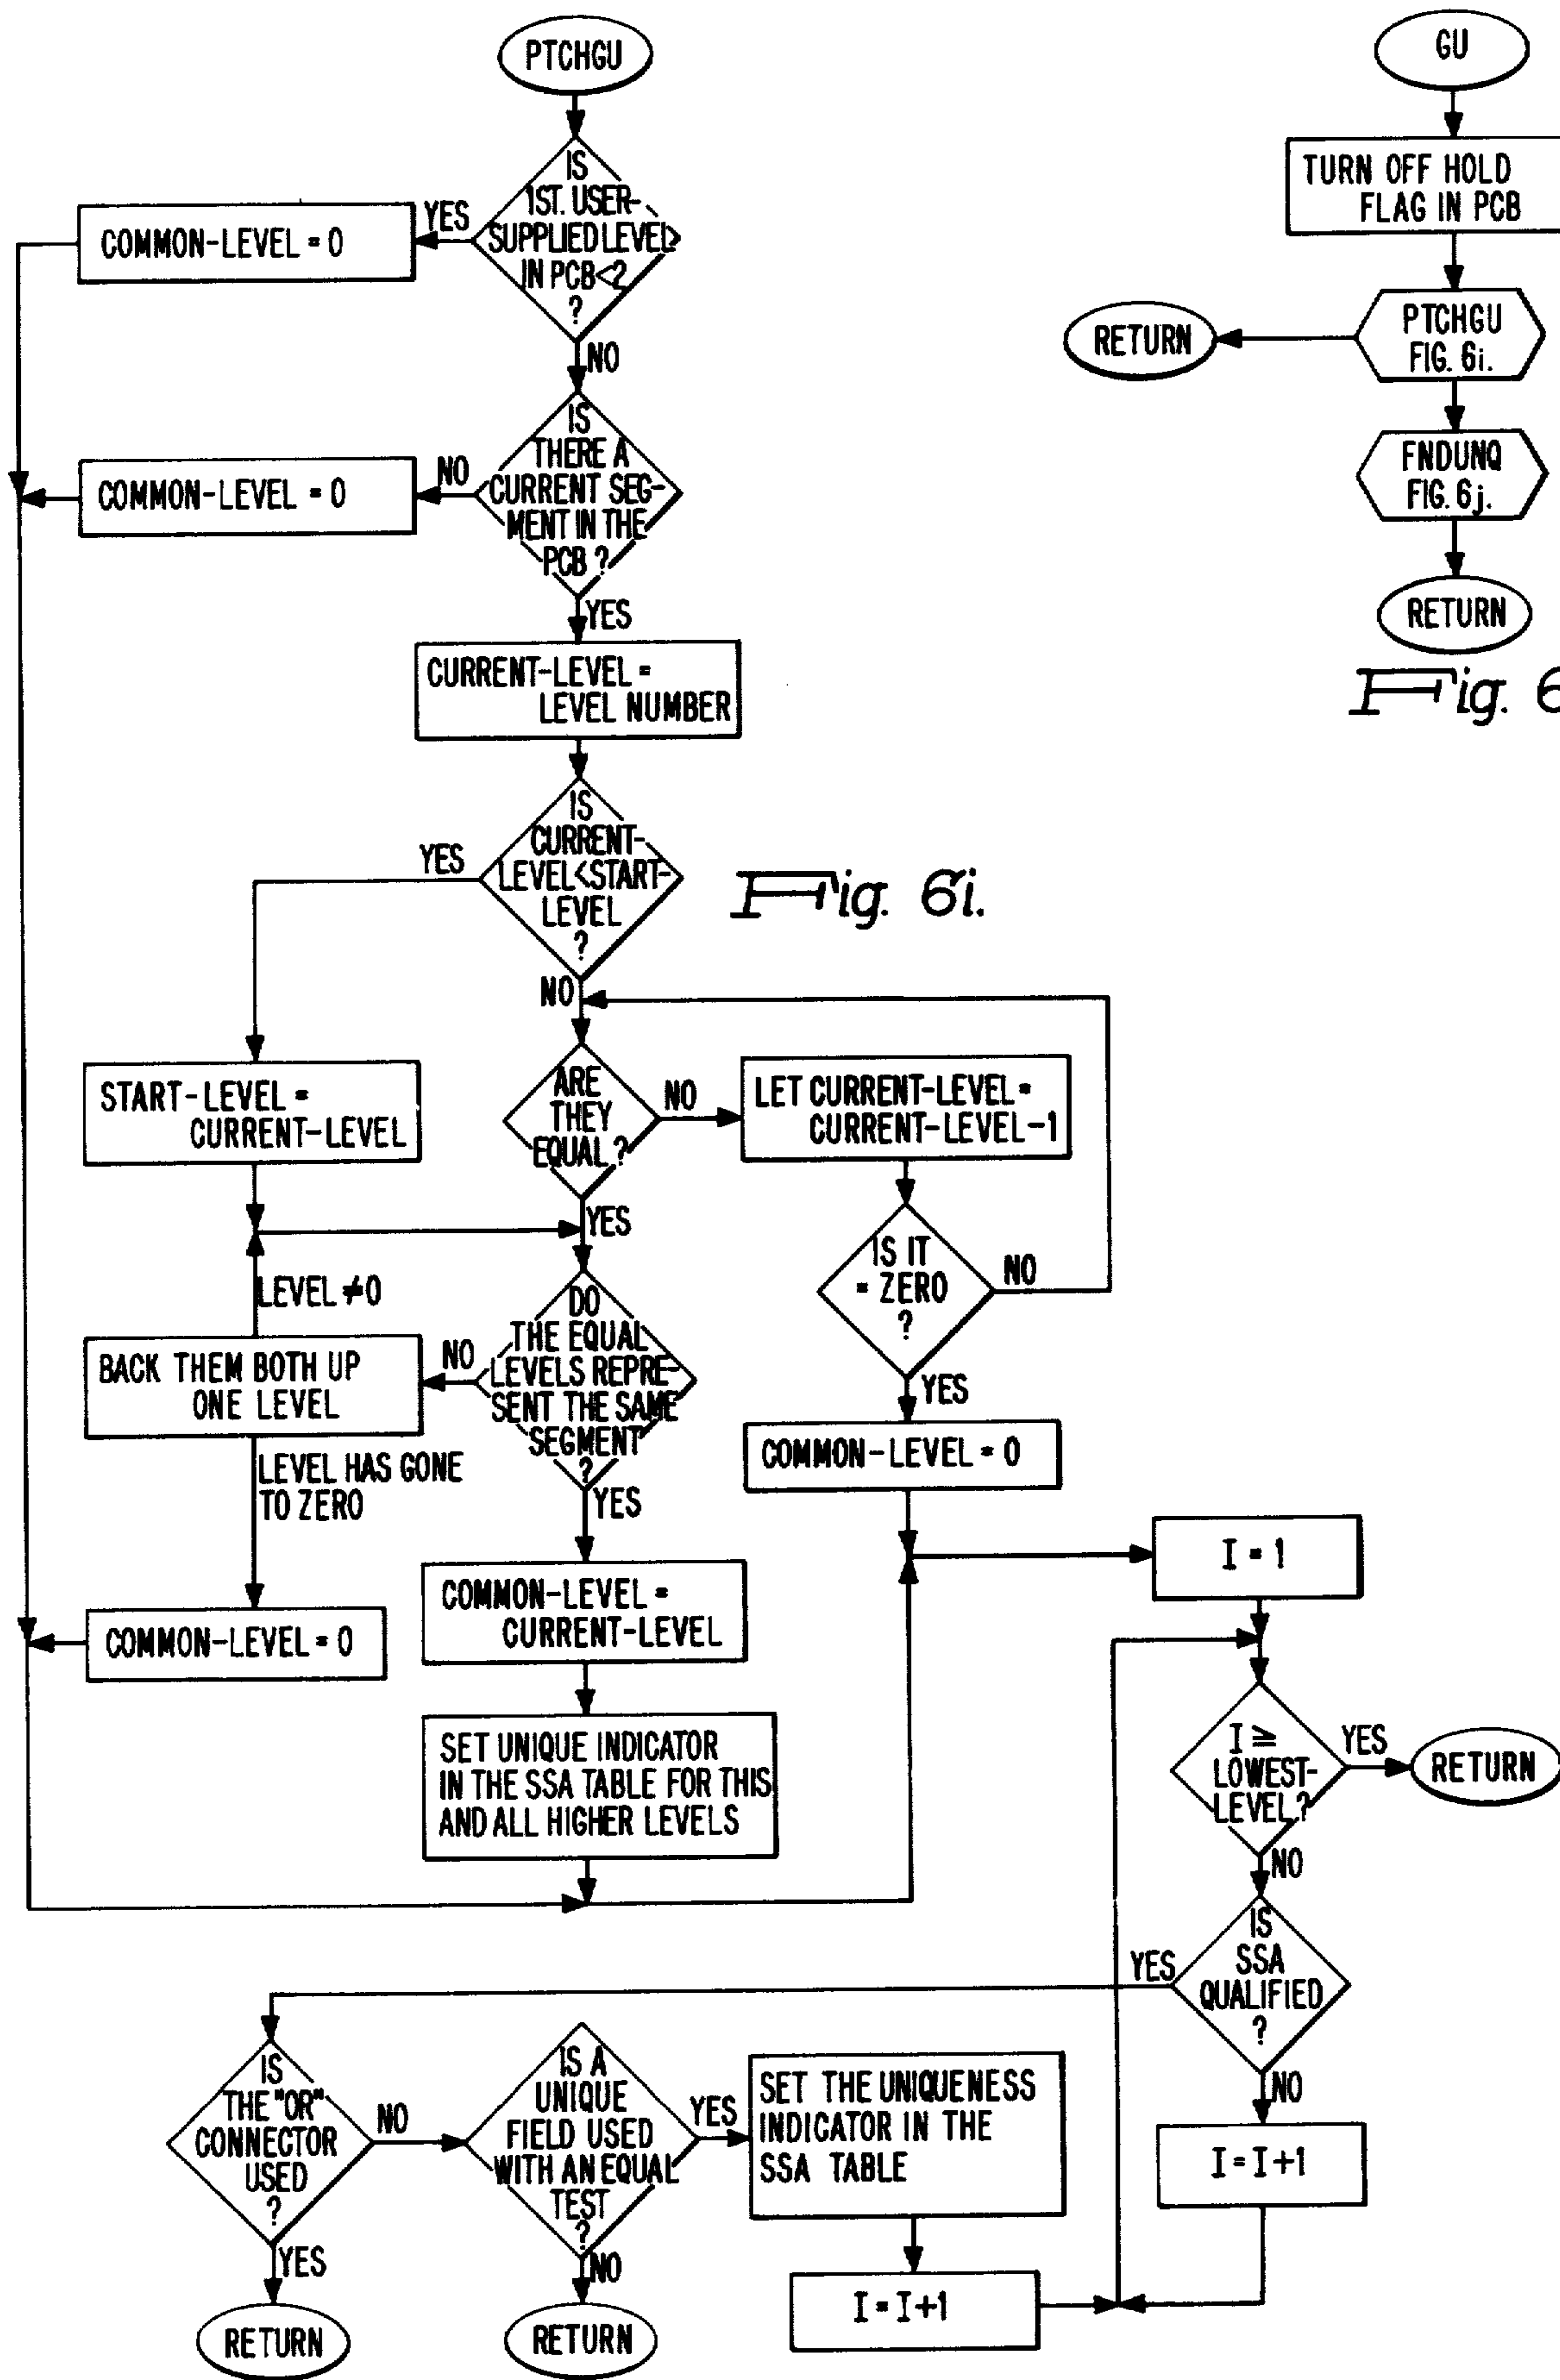 PTCHGU
IS
1ST. USER-
SUPPLIED LEVEL
IN PCB<2
?
YES
COMMON-LEVEL = 0
NO
IS
THERE A
CURRENT SEG-
MENT IN THE
PCB ?
NO
COMMON-LEVEL = 0
YES
CURRENT-LEVEL =
LEVEL NUMBER
IS
CURRENT-
LEVEL<START-
LEVEL
?
YES
NO
START-LEVEL =
CURRENT-LEVEL
ARE
THEY
EQUAL ?
NO
LET CURRENT-LEVEL =
CURRENT-LEVEL-1
YES
IS IT
= ZERO
?
NO
YES
COMMON-LEVEL = 0
LEVEL ≠0
DO
THE EQUAL
LEVELS REPRE-
SENT THE SAME
SEGMENT
?
NO
BACK THEM BOTH UP
ONE LEVEL
LEVEL HAS GONE
TO ZERO
COMMON-LEVEL = 0
YES
COMMON-LEVEL =
CURRENT-LEVEL
SET UNIQUE INDICATOR
IN THE SSA TABLE FOR THIS
AND ALL HIGHER LEVELS
I = 1
I ≧
LOWEST-
LEVEL?
YES
RETURN
NO
IS
SSA
QUALIFIED
?
YES
NO
I = I+1
IS
THE "OR"
CONNECTOR
USED
?
NO
YES
RETURN
IS A
UNIQUE
FIELD USED
WITH AN EQUAL
TEST
?
YES
NO
RETURN
SET THE UNIQUENESS
INDICATOR IN THE
SSA TABLE
I = I+1
Fig. 6i.
GU
TURN OFF HOLD
FLAG IN PCB
PTCHGU
FIG. 6i.
RETURN
FNDUNQ
FIG. 6j.
RETURN
Fig. 6